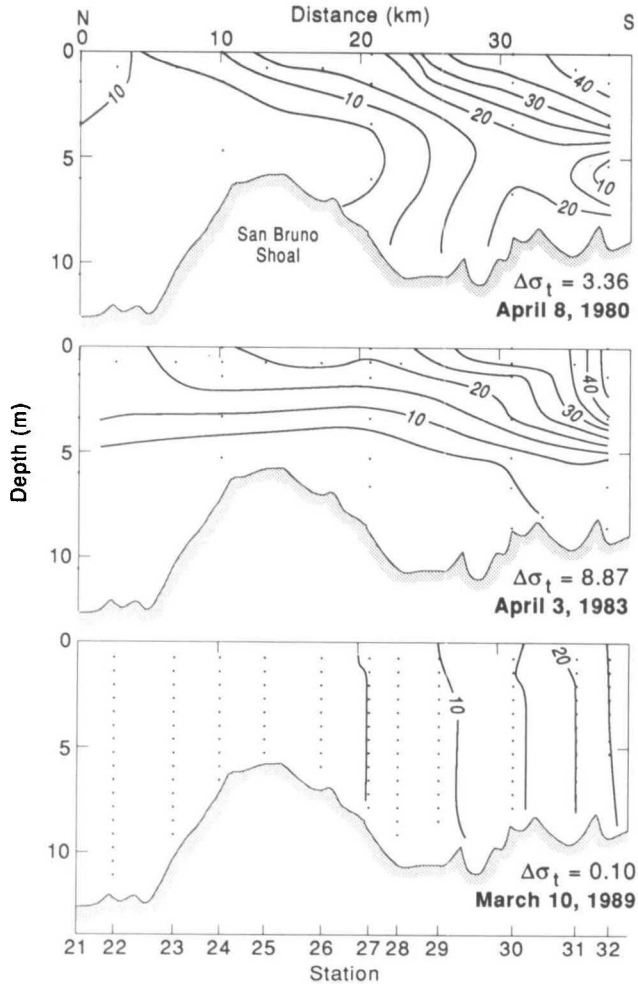 N Distance (km) S
0 10 20 30
0
5
10
10
10
40
30
20
10
20
San Bruno
Shoal
Δσt = 3.36
April 8, 1980
Depth (m)
0
5
10
20
10
30
40
Δσt = 8.87
April 3, 1983
0
5
10
10
20
Δσt = 0.10
March 10, 1989
21 22 23 24 25 26 27 28 29 30 31 32
Station